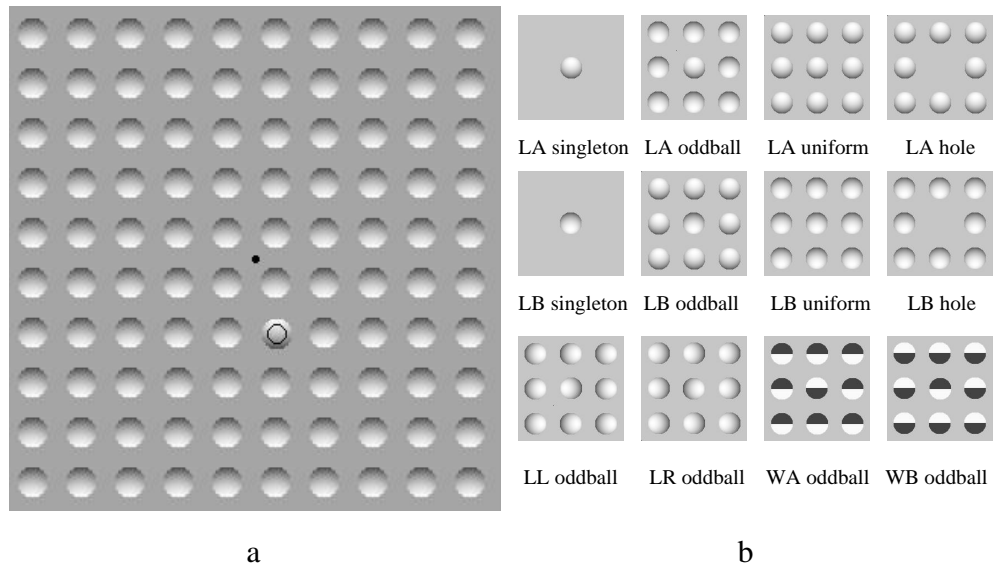 LA singleton LA oddball LA uniform LA hole
LB singleton LB oddball LB uniform LB hole
LL oddball LR oddball WA oddball WB oddball
a b